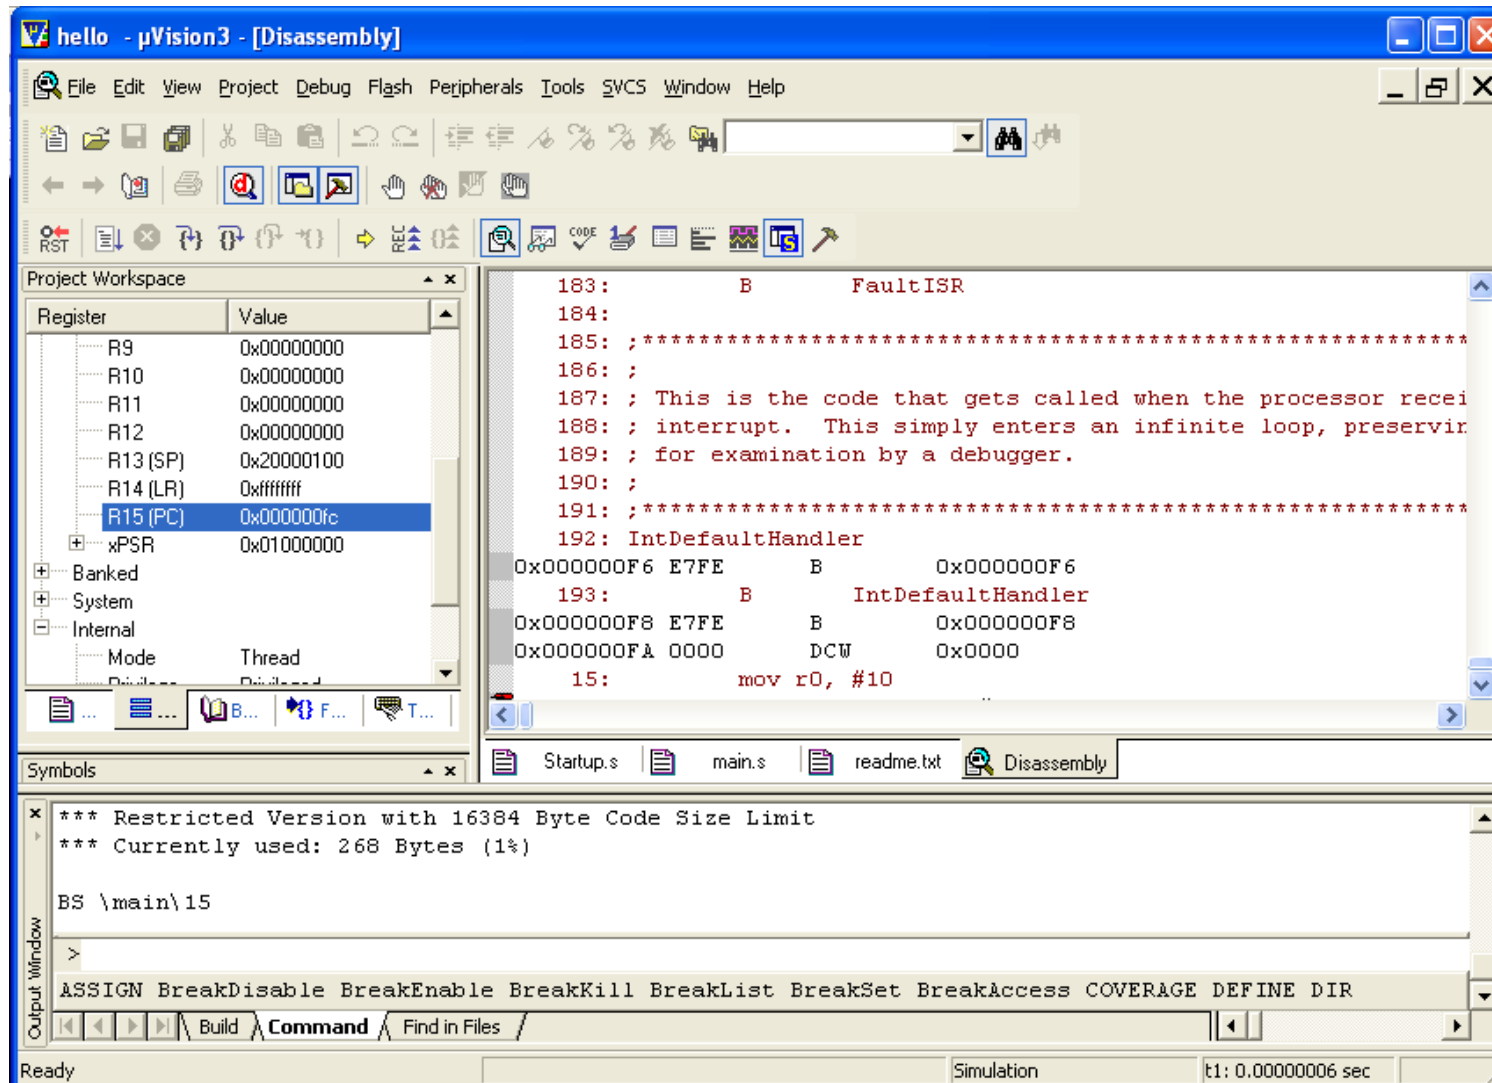 hello  - µVision3 - [Disassembly]
File Edit View Project Debug Flash Peripherals Tools SVCS Window Help
RST CODE
Project Workspace
Register Value
R9 0x00000000
R10 0x00000000
R11 0x00000000
R12 0x00000000
R13 (SP) 0x20000100
R14 (LR) 0xffffffff
R15 (PC) 0x000000fc
xPSR 0x01000000
Banked
System
Internal
Mode Thread
... ... B... F... T...
Symbols
183: B FaultISR
184:
185: ;***********************************************************
186: ;
187: ; This is the code that gets called when the processor recei
188: ; interrupt.  This simply enters an infinite loop, preservin
189: ; for examination by a debugger.
190: ;
191: ;***********************************************************
192: IntDefaultHandler
0x000000F6 E7FE B 0x000000F6
193: B IntDefaultHandler
0x000000F8 E7FE B 0x000000F8
0x000000FA 0000 DCW 0x0000
15: mov r0, #10
Startup.s main.s readme.txt Disassembly
*** Restricted Version with 16384 Byte Code Size Limit
*** Currently used: 268 Bytes (1%)
BS \main\15
>
ASSIGN BreakDisable BreakEnable BreakKill BreakList BreakSet BreakAccess COVERAGE DEFINE DIR
Output Window
Build Command Find in Files
Ready Simulation t1: 0.00000006 sec